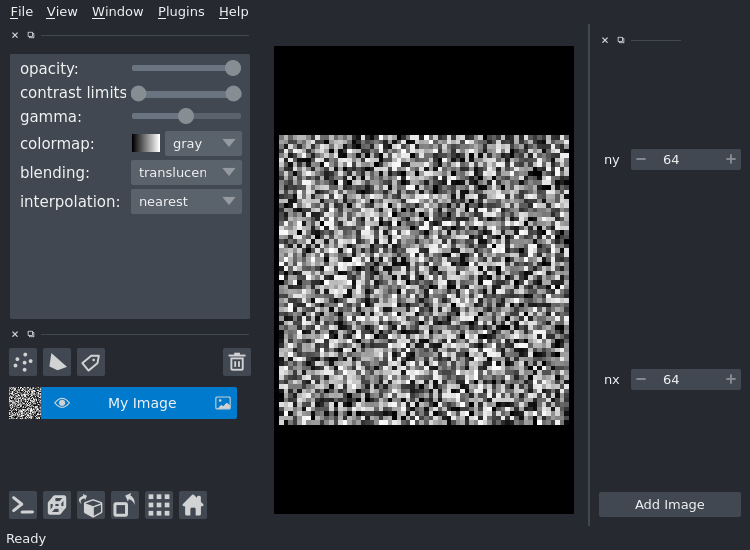 File View Window Plugins Help
opacity:
contrast limits
gamma:
colormap: gray
blending: translucen
interpolation: nearest
ny 64
nx 64
My Image
Add Image
Ready